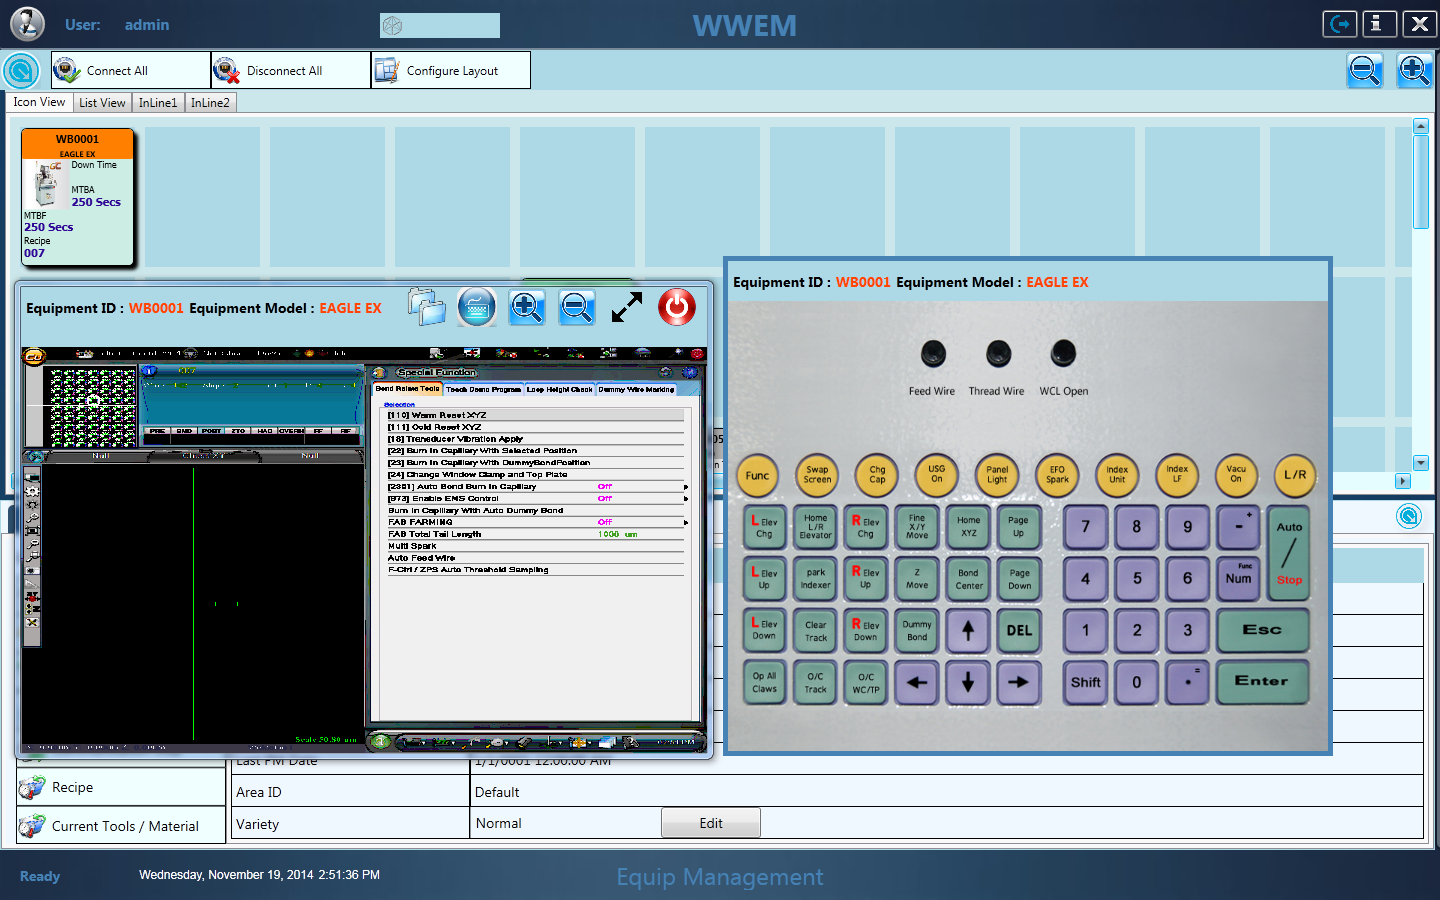 User: admin
WWEM
Connect All
Disconnect All
Configure Layout
Icon View
List View
InLine1
InLine2
WB0001
EAGLE EX
Down Time
MTBA
250 Secs
MTBF
250 Secs
Recipe
007
Equipment ID : WB0001 Equipment Model : EAGLE EX
Special Function
Bond Relate Tools
Teach Demo Program
Loop Height Check
Dummy Wire Marking
Selection
[110] Warm Reset XYZ
[111] Cold Reset XYZ
[18] Transducer Vibration Apply
[22] Burn In Capillary With Selected Position
[23] Burn In Capillary With DummyBondPosition
[24] Change Window Clamp and Top Plate
[2301] Auto Bond Burn In Capillary Off
[973] Enable EMS Control Off
Burn In Capillary With Auto Dummy Bond
FAB FARMING Off
FAB Total Tail Length 1000 um
Multi Spark
Auto Feed Wire
F-Ctrl / ZPS Auto Threshold Sampling
Null
Null
Scale 50.80 um
Equipment ID : WB0001 Equipment Model : EAGLE EX
Feed Wire
Thread Wire
WCL Open
Func
Swap Screen
Chg Cap
USG On
Panel Light
EFO Spark
Index Unit
Index LF
Vacu On
L/R
L Elev Chg
Home L/R Elevator
R Elev Chg
Fine X/Y Move
Home XYZ
Page Up
7
8
9
- +
Auto / Stop
L Elev Up
park Indexer
R Elev Up
Z Move
Bond Center
Page Down
4
5
6
Func Num
L Elev Down
Clear Track
R Elev Down
Dummy Bond
DEL
1
2
3
Esc
Op All Claws
O/C Track
O/C WC/TP
Shift
0
. =
Enter
Last PM Date
1/1/0001 12:00:00 AM
Recipe
Area ID
Default
Current Tools / Material
Variety
Normal
Edit
Ready
Wednesday, November 19, 2014 2:51:36 PM
Equip Management